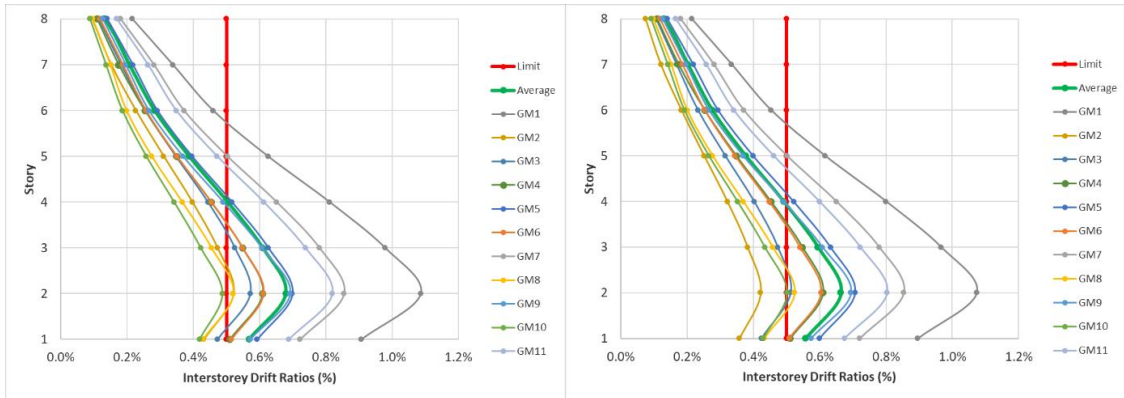 8
7
6
5
4
3
2
1
Story
0.0% 0.2% 0.4% 0.6% 0.8% 1.0% 1.2%
Interstorey Drift Ratios (%)
Limit
Average
GM1
GM2
GM3
GM4
GM5
GM6
GM7
GM8
GM9
GM10
GM11
8
7
6
5
4
3
2
1
Story
0.0% 0.2% 0.4% 0.6% 0.8% 1.0% 1.2%
Interstorey Drift Ratios (%)
Limit
Average
GM1
GM2
GM3
GM4
GM5
GM6
GM7
GM8
GM9
GM10
GM11